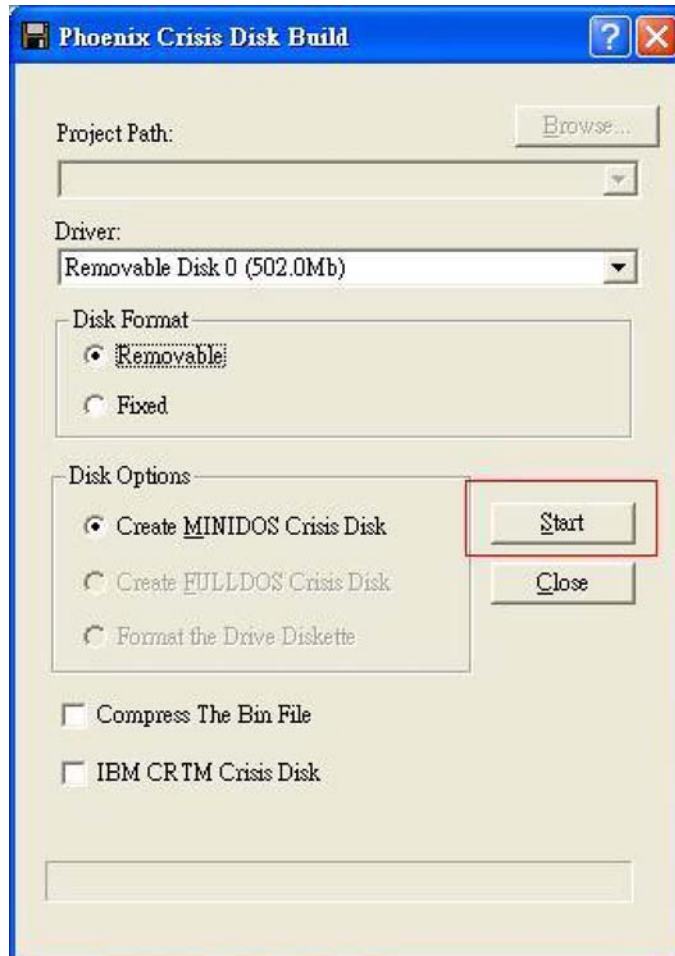 Phoenix Crisis Disk Build
Project Path:
Browse...
Driver:
Removable Disk 0 (502.0Mb)
Disk Format
Removable
Fixed
Disk Options
Create MINIDOS Crisis Disk
Start
Create FULLDOS Crisis Disk
Close
Format the Drive Diskette
Compress The Bin File
IBM CRTM Crisis Disk